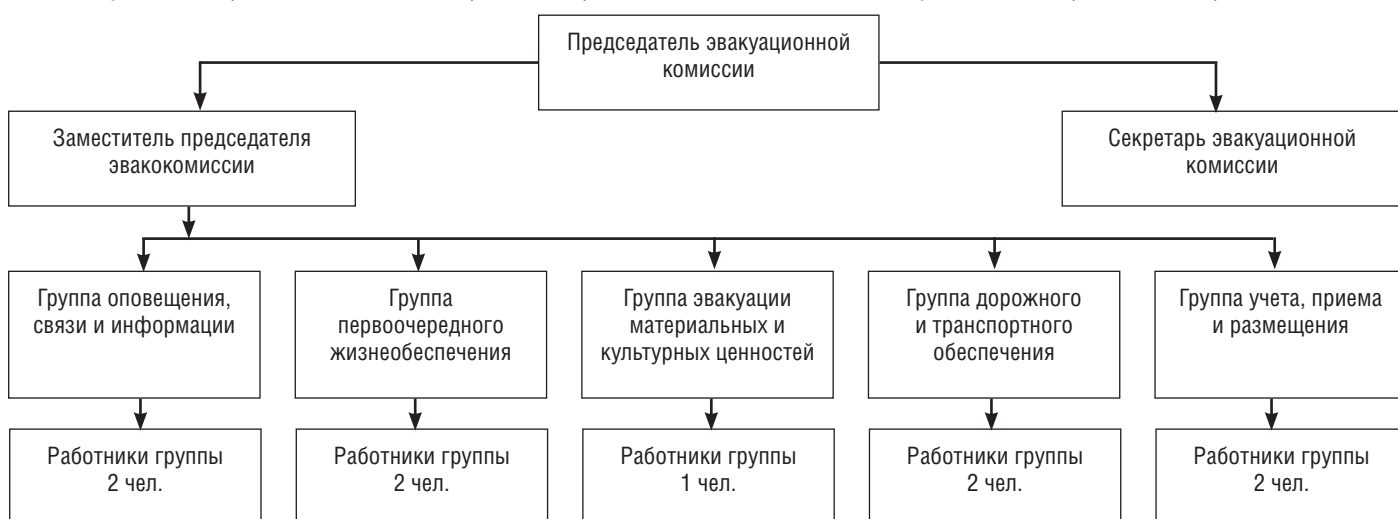 Председатель эвакуационной
комиссии
Заместитель председателя
эвакокомиссии
Секретарь эвакуационной
комиссии
Группа оповещения,
связи и информации
Группа
первоочередного
жизнеобеспечения
Группа эвакуации
материальных и
культурных ценностей
Группа дорожного
и транспортного
обеспечения
Группа учета, приема
и размещения
Работники группы
2 чел.
Работники группы
2 чел.
Работники группы
1 чел.
Работники группы
2 чел.
Работники группы
2 чел.